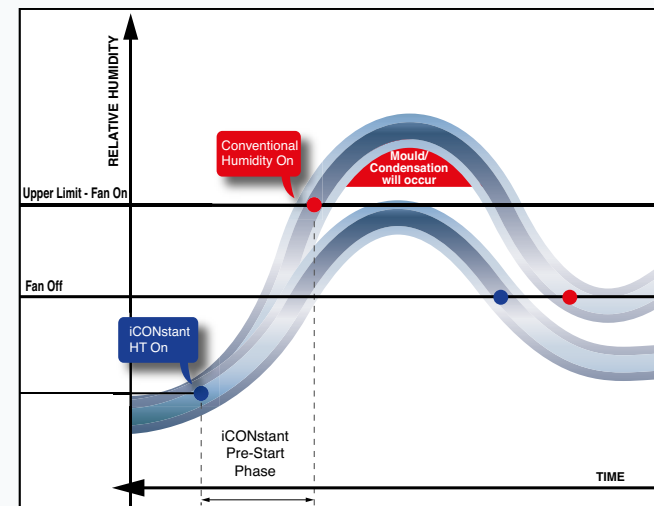 RELATIVE HUMIDITY
Conventional
Humidity On
Mould/
Condensation
will occur
Upper Limit - Fan On
Fan Off
iCONstant
HT On
iCONstant
Pre-Start
Phase
TIME